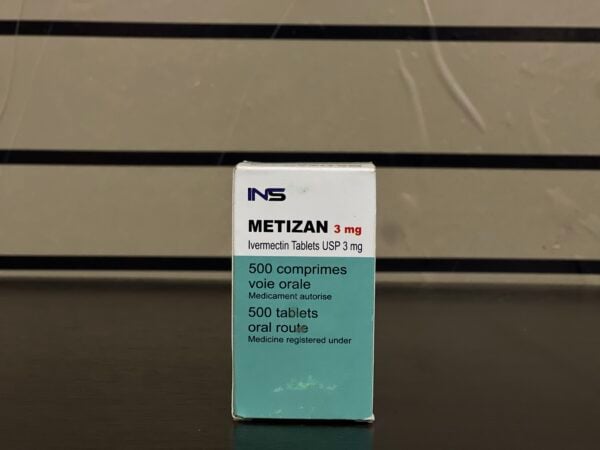 INS
METIZAN 3 mg
Ivermectin Tablets USP 3 mg
500 comprimes
voie orale
Medicament autorise
500 tablets
oral route
Medicine registered under